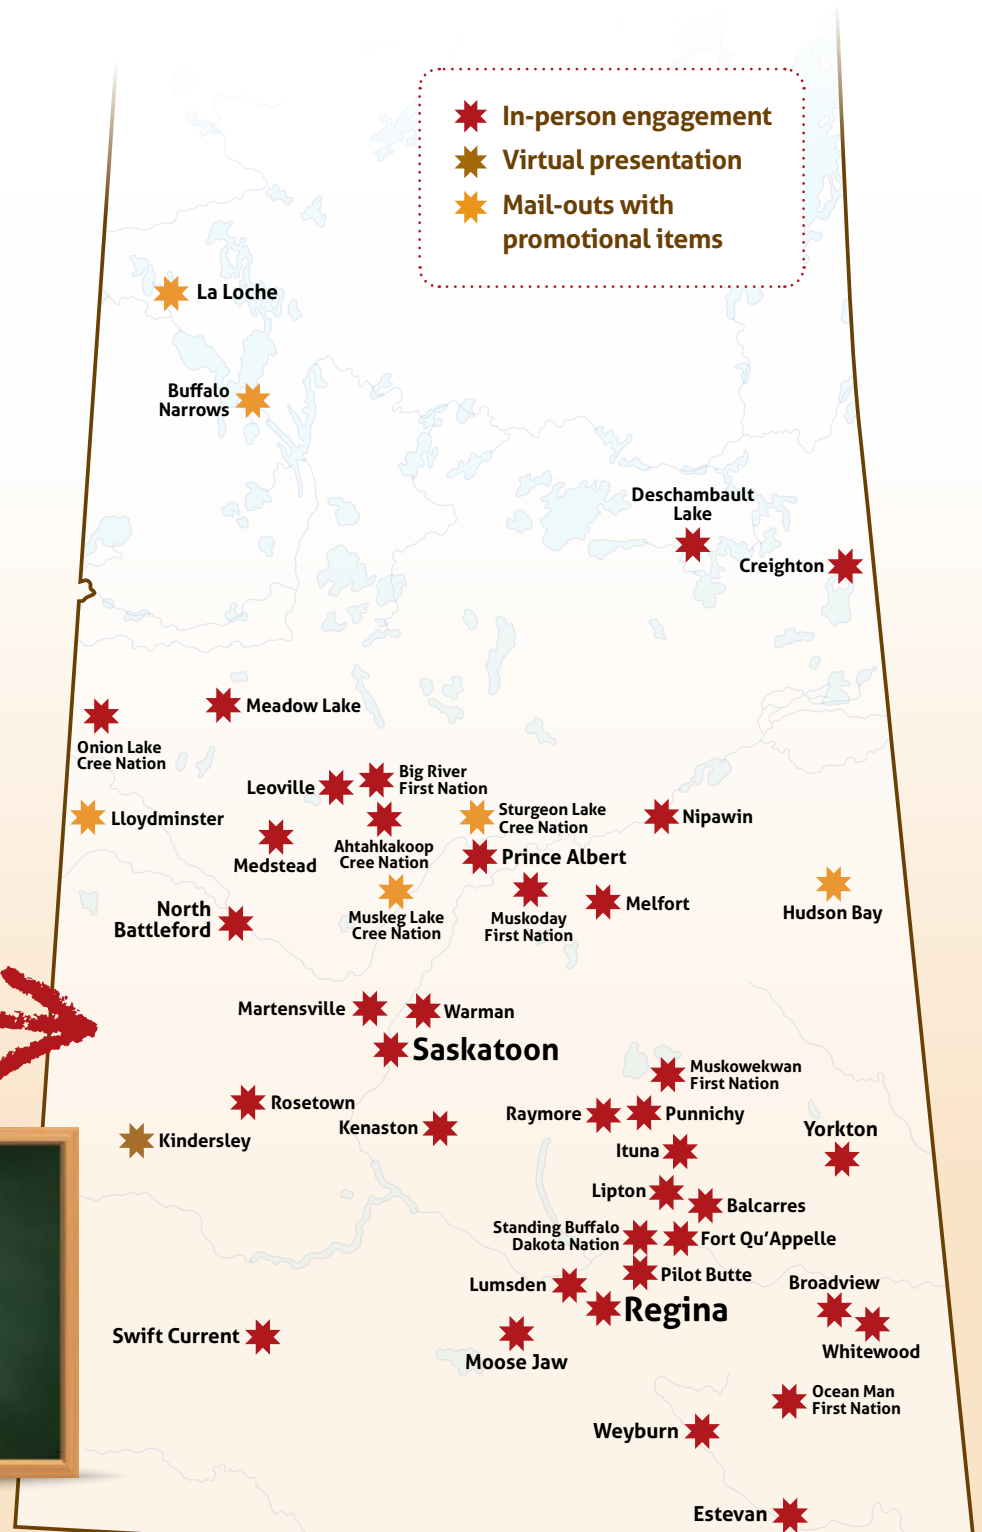 In-person engagement
Virtual presentation
Mail-outs with
promotional items
La Loche
Buffalo
Narrows
Deschambault
Lake
Creighton
Meadow Lake
Onion Lake
Cree Nation
Leoville
Big River
First Nation
Lloydminster
Sturgeon Lake
Cree Nation
Nipawin
Medstead
Ahtahkakoop
Cree Nation
Prince Albert
North
Battleford
Muskeg Lake
Cree Nation
Muskoday
First Nation
Melfort
Hudson Bay
Martensville
Warman
Saskatoon
Muskowekwan
First Nation
Rosetown
Kenaston
Raymore
Punnichy
Yorkton
Kindersley
Ituna
Lipton
Balcarres
Standing Buffalo
Dakota Nation
Fort Qu'Appelle
Lumsden
Pilot Butte
Broadview
Regina
Swift Current
Moose Jaw
Whitewood
Ocean Man
First Nation
Weyburn
Estevan